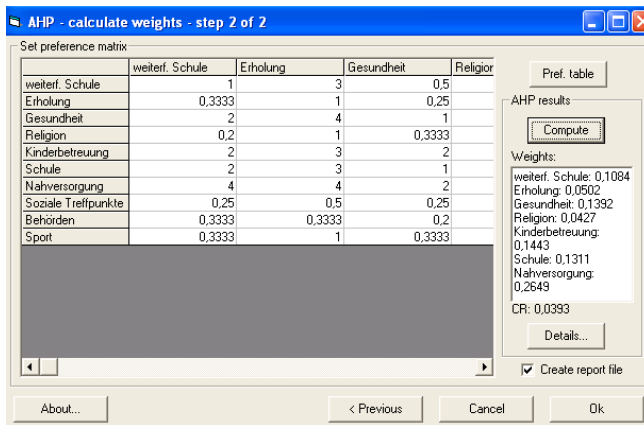 AHP - calculate weights - step 2 of 2
Set preference matrix
weiterf. Schule Erholung Gesundheit Religion
weiterf. Schule 1 3 0,5
Erholung 0,3333 1 0,25
Gesundheit 2 4 1
Religion 0,2 1 0,3333
Kinderbetreuung 2 3 2
Schule 2 3 1
Nahversorgung 4 4 2
Soziale Treffpunkte 0,25 0,5 0,25
Behörden 0,3333 0,3333 0,2
Sport 0,3333 1 0,3333
Pref. table
AHP results
Compute
Weights:
weiterf. Schule: 0,1084
Erholung: 0,0502
Gesundheit: 0,1392
Religion: 0,0427
Kinderbetreuung:
0,1443
Schule: 0,1311
Nahversorgung:
0,2649
CR: 0,0393
Details...
Create report file
About...
< Previous
Cancel
Ok